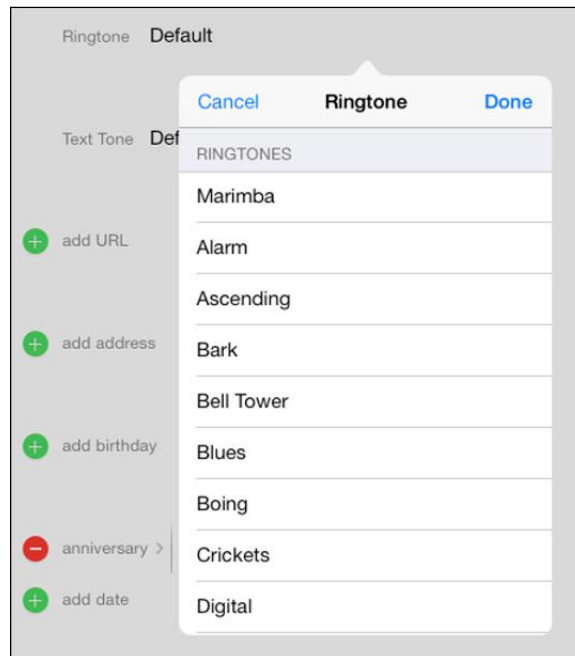 Ringtone Default
Cancel Ringtone Done
Text Tone Def
RINGTONES
Marimba
add URL
Alarm
Ascending
add address
Bark
Bell Tower
add birthday
Blues
Boing
anniversary >
Crickets
add date
Digital